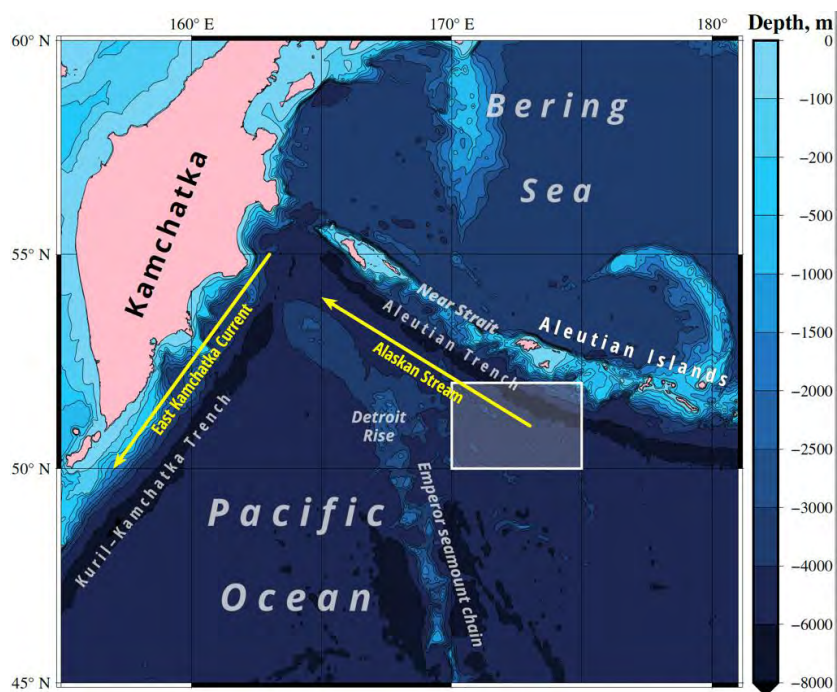 160° E
170° E
180°
Depth, m
60° N
55° N
50° N
45° N
Bering
Sea
Kamchatka
Near Strait
Aleutian Islands
Aleutian Trench
Alaskan Stream
East Kamchatka Current
Kuril–Kamchatka Trench
Detroit
Rise
Emperor seamount chain
Pacific
Ocean
0
−100
−500
−1000
−1500
−2000
−3000
−4000
−6000
−8000